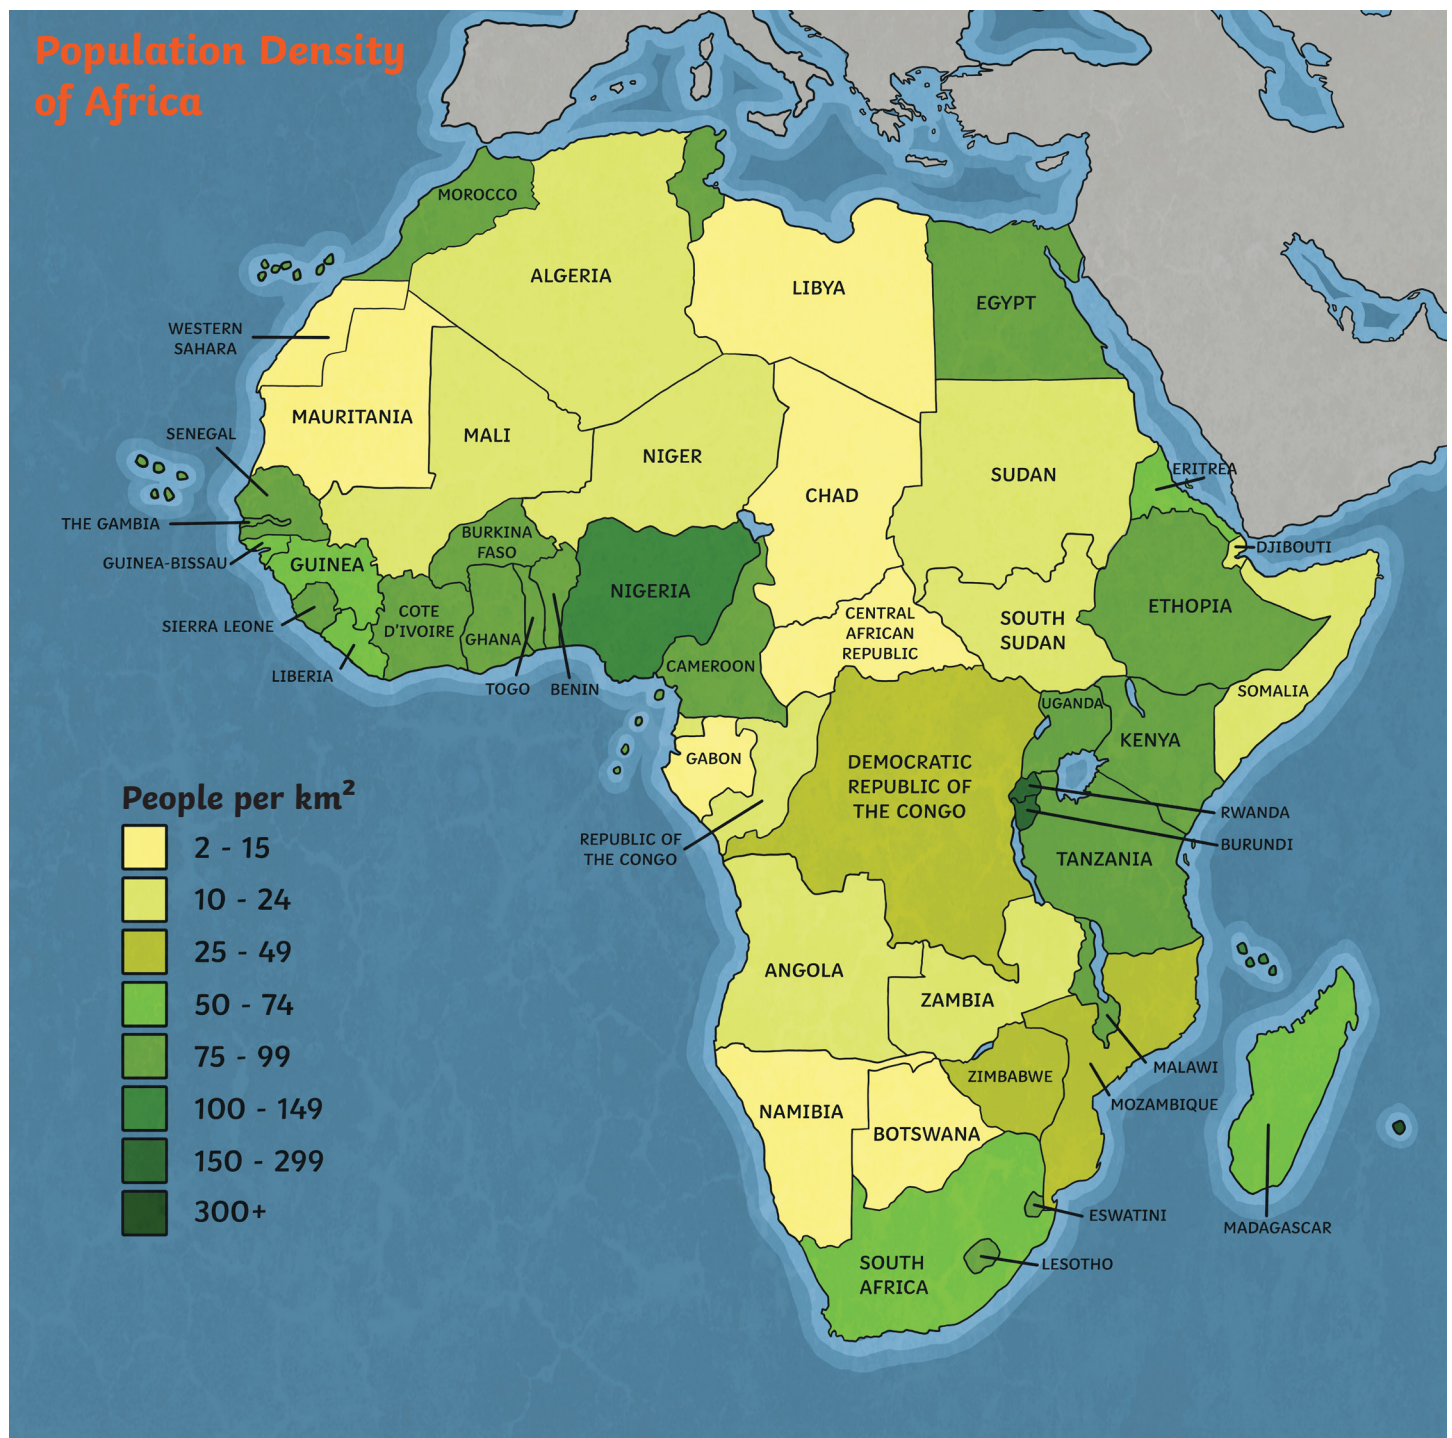 Population Density
of Africa
MOROCCO
ALGERIA
LIBYA
EGYPT
WESTERN
SAHARA
MAURITANIA
MALI
NIGER
CHAD
SUDAN
ERITREA
SENEGAL
THE GAMBIA
GUINEA-BISSAU
GUINEA
SIERRA LEONE
LIBERIA
COTE
D'IVOIRE
BURKINA
FASO
GHANA
TOGO
BENIN
NIGERIA
CAMEROON
CENTRAL
AFRICAN
REPUBLIC
SOUTH
SUDAN
ETHOPIA
DJIBOUTI
SOMALIA
UGANDA
KENYA
GABON
REPUBLIC OF
THE CONGO
DEMOCRATIC
REPUBLIC OF
THE CONGO
RWANDA
BURUNDI
TANZANIA
ANGOLA
ZAMBIA
MALAWI
MOZAMBIQUE
ZIMBABWE
NAMIBIA
BOTSWANA
SOUTH
AFRICA
ESWATINI
LESOTHO
MADAGASCAR
People per km²
2 - 15
10 - 24
25 - 49
50 - 74
75 - 99
100 - 149
150 - 299
300+